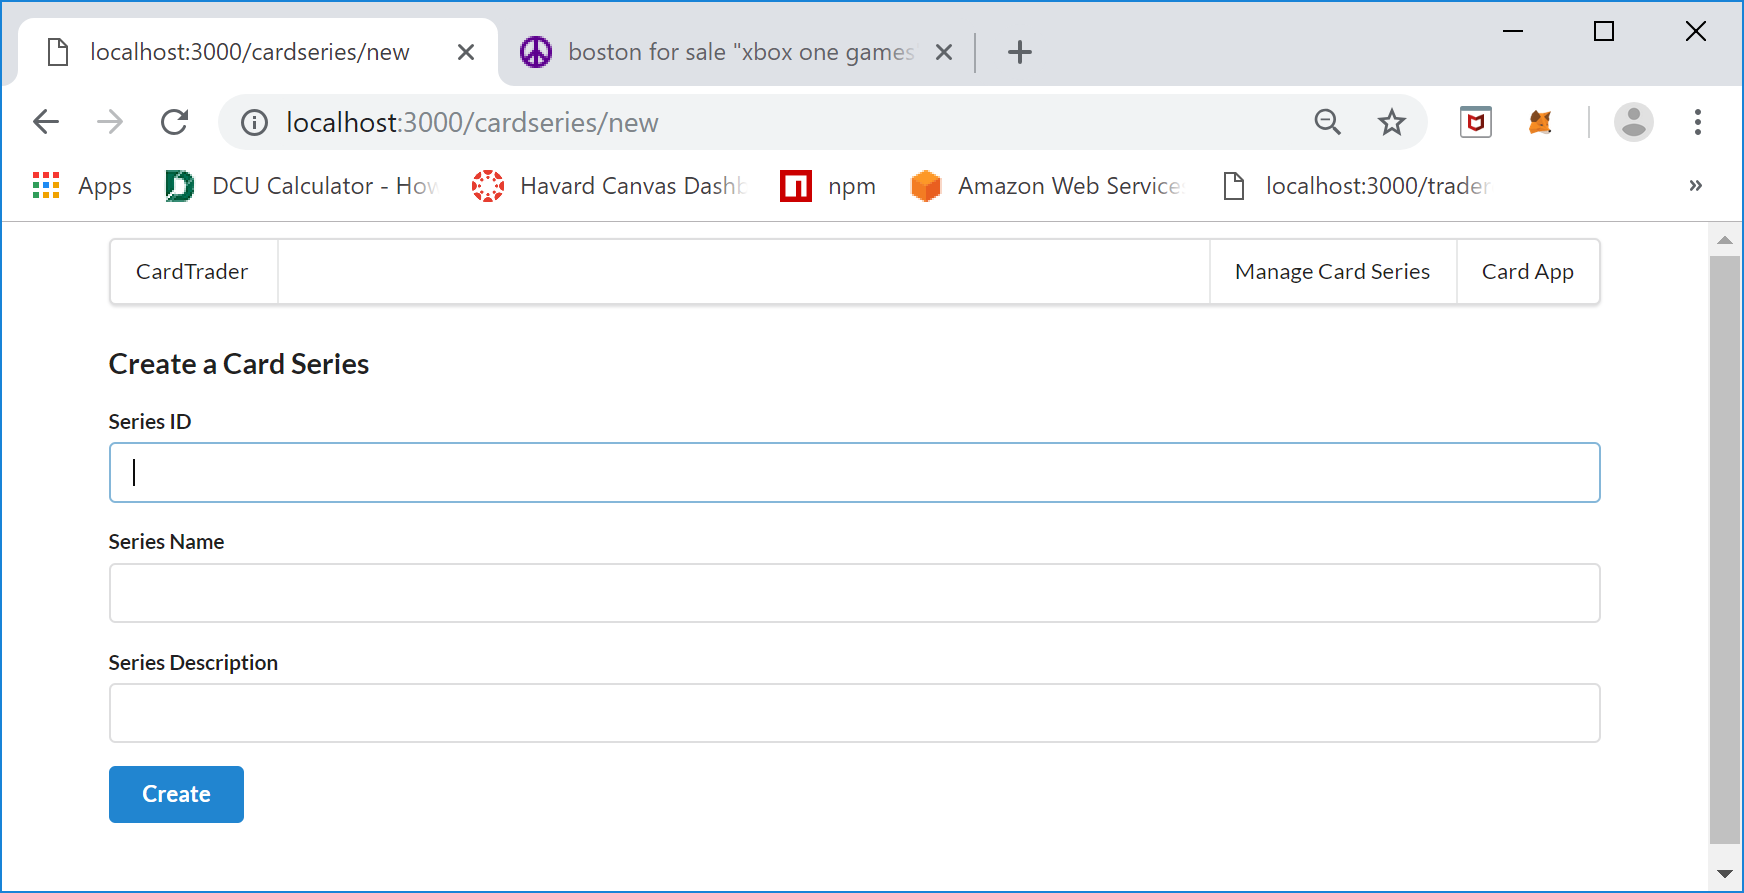 localhost:3000/cardseries/new
boston for sale "xbox one games"
localhost:3000/cardseries/new
Apps DCU Calculator - How Havard Canvas Dashb npm Amazon Web Services localhost:3000/trader
CardTrader Manage Card Series Card App
Create a Card Series
Series ID
Series Name
Series Description
Create